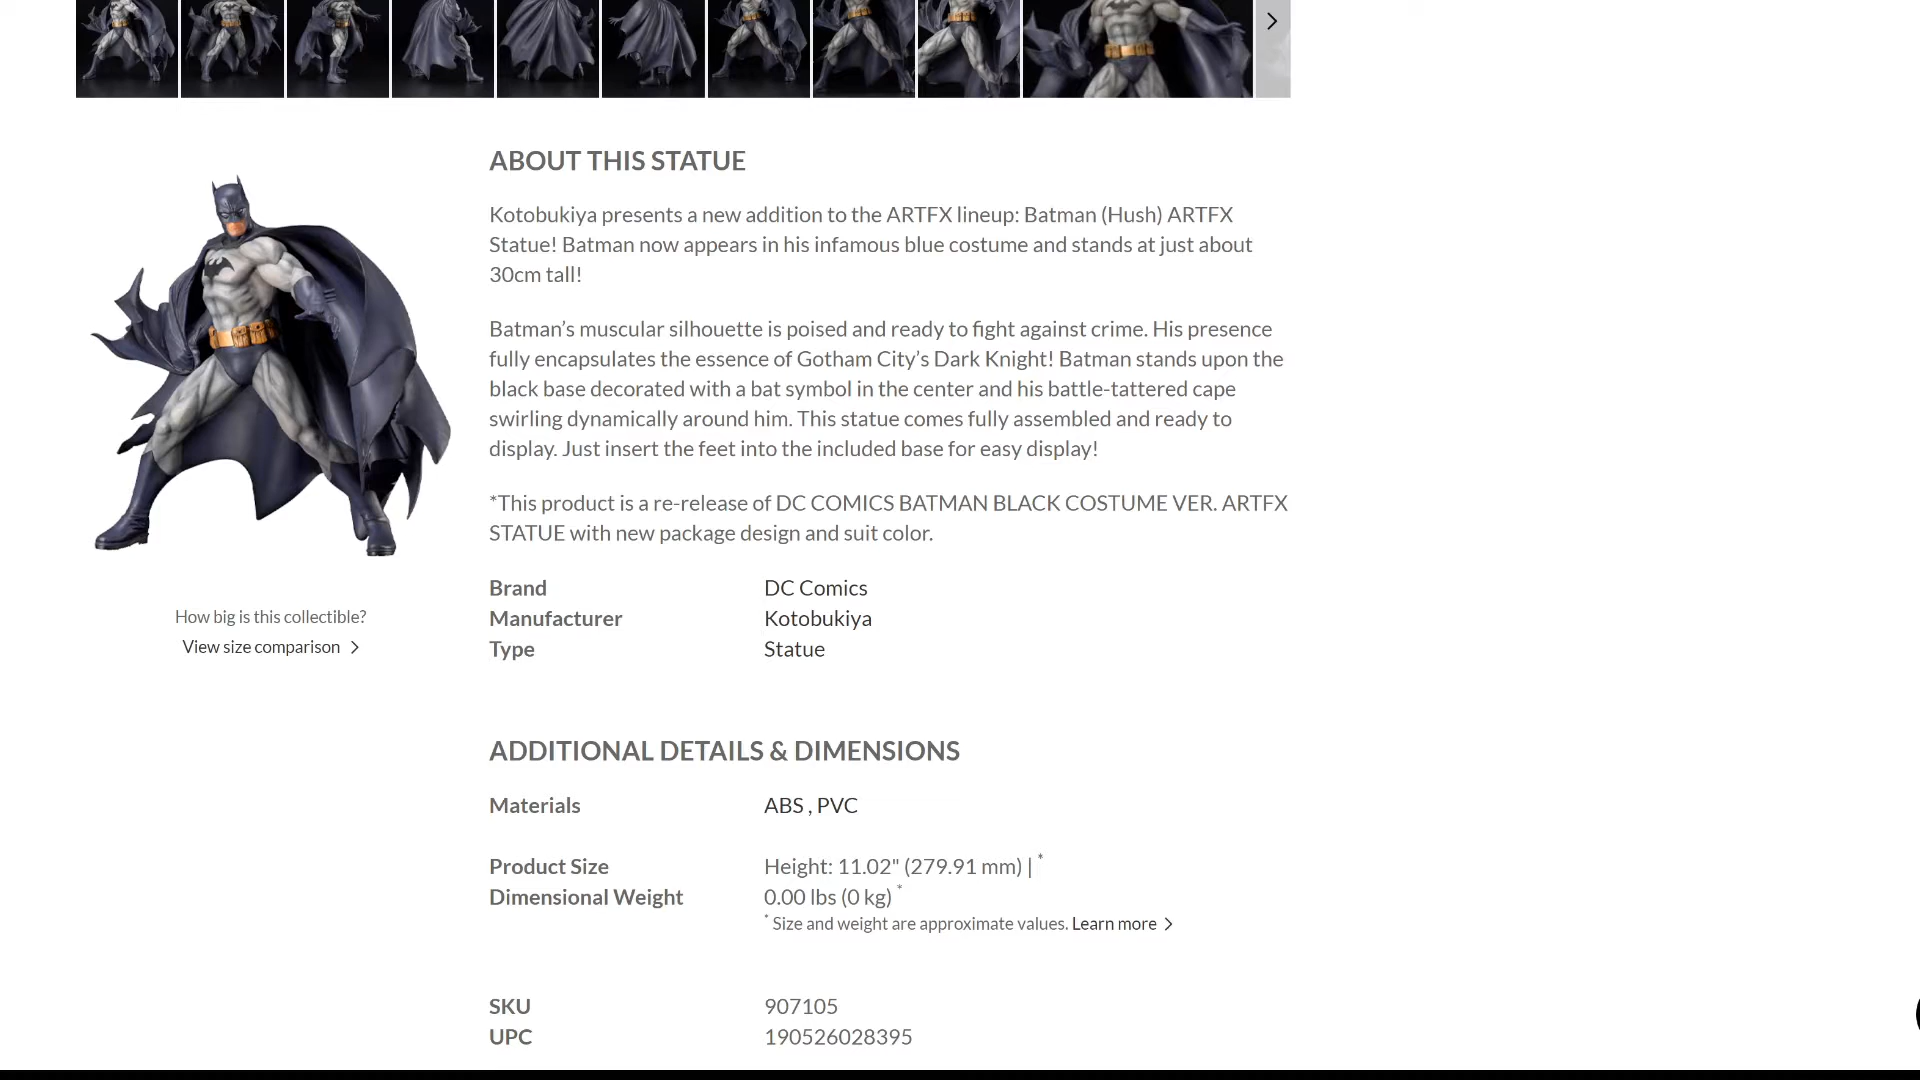 ABOUT THIS STATUE
Kotobukiya presents a new addition to the ARTFX lineup: Batman (Hush) ARTFX
Statue! Batman now appears in his infamous blue costume and stands at just about
30cm tall!
Batman’s muscular silhouette is poised and ready to fight against crime. His presence
fully encapsulates the essence of Gotham City’s Dark Knight! Batman stands upon the
black base decorated with a bat symbol in the center and his battle-tattered cape
swirling dynamically around him. This statue comes fully assembled and ready to
display. Just insert the feet into the included base for easy display!
*This product is a re-release of DC COMICS BATMAN BLACK COSTUME VER. ARTFX
STATUE with new package design and suit color.
Brand DC Comics
Manufacturer Kotobukiya
Type Statue
How big is this collectible?
View size comparison
ADDITIONAL DETAILS & DIMENSIONS
Materials ABS , PVC
Product Size Height: 11.02" (279.91 mm) | *
Dimensional Weight 0.00 lbs (0 kg) *
* Size and weight are approximate values. Learn more
SKU 907105
UPC 190526028395